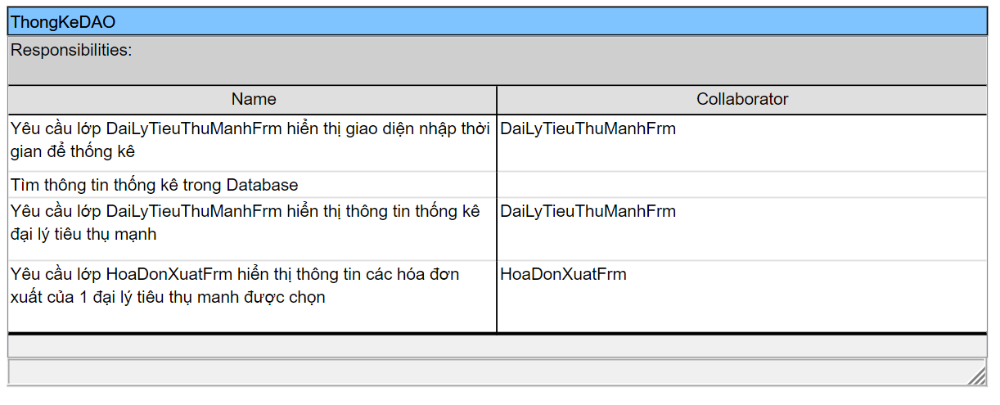 ThongKeDAO
Responsibilities:
Name
Collaborator
Yêu cầu lớp DaiLyTieuThuManhFrm hiển thị giao diện nhập thời
gian để thống kê
DaiLyTieuThuManhFrm
Tìm thông tin thống kê trong Database
Yêu cầu lớp DaiLyTieuThuManhFrm hiển thị thông tin thống kê
đại lý tiêu thụ mạnh
DaiLyTieuThuManhFrm
Yêu cầu lớp HoaDonXuatFrm hiển thị thông tin các hóa đơn
xuất của 1 đại lý tiêu thụ manh được chọn
HoaDonXuatFrm